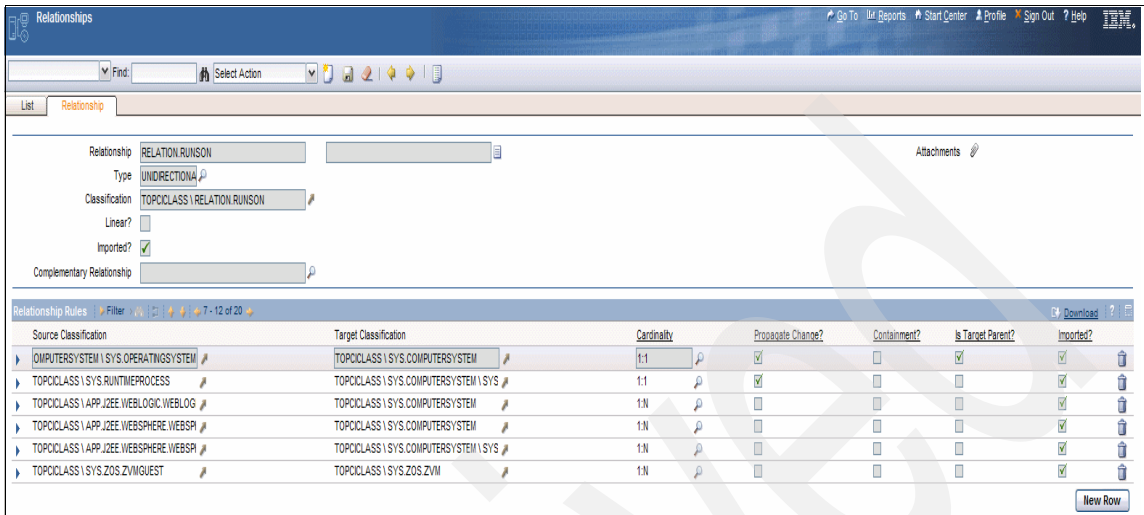 Relationships
Go To Reports Start Center Profile Sign Out ? Help IBM.
Find: Select Action
List Relationship
Relationship RELATION.RUNSON Attachments
Type UNIDIRECTIONA
Classification TOPCICLASS \ RELATION.RUNSON
Linear?
Imported?
Complementary Relationship
Relationship Rules Filter 7 - 12 of 20 Download ?
Source Classification Target Classification Cardinality Propagate Change? Containment? Is Target Parent? Imported?
OMPUTERSYSTEM \ SYS.OPERATINGSYSTEM TOPCICLASS \ SYS.COMPUTERSYSTEM 1:1
TOPCICLASS \ SYS.RUNTIMEPROCESS TOPCICLASS \ SYS.COMPUTERSYSTEM \ SYS 1:1
TOPCICLASS \ APP.J2EE.WEBLOGIC.WEBLOG TOPCICLASS \ SYS.COMPUTERSYSTEM 1:N
TOPCICLASS \ APP.J2EE.WEBSPHERE.WEBSPI TOPCICLASS \ SYS.COMPUTERSYSTEM 1:N
TOPCICLASS \ APP.J2EE.WEBSPHERE.WEBSPI TOPCICLASS \ SYS.COMPUTERSYSTEM \ SYS 1:N
TOPCICLASS \ SYS.ZOS.ZVMGUEST TOPCICLASS \ SYS.ZOS.ZVM 1:N
New Row